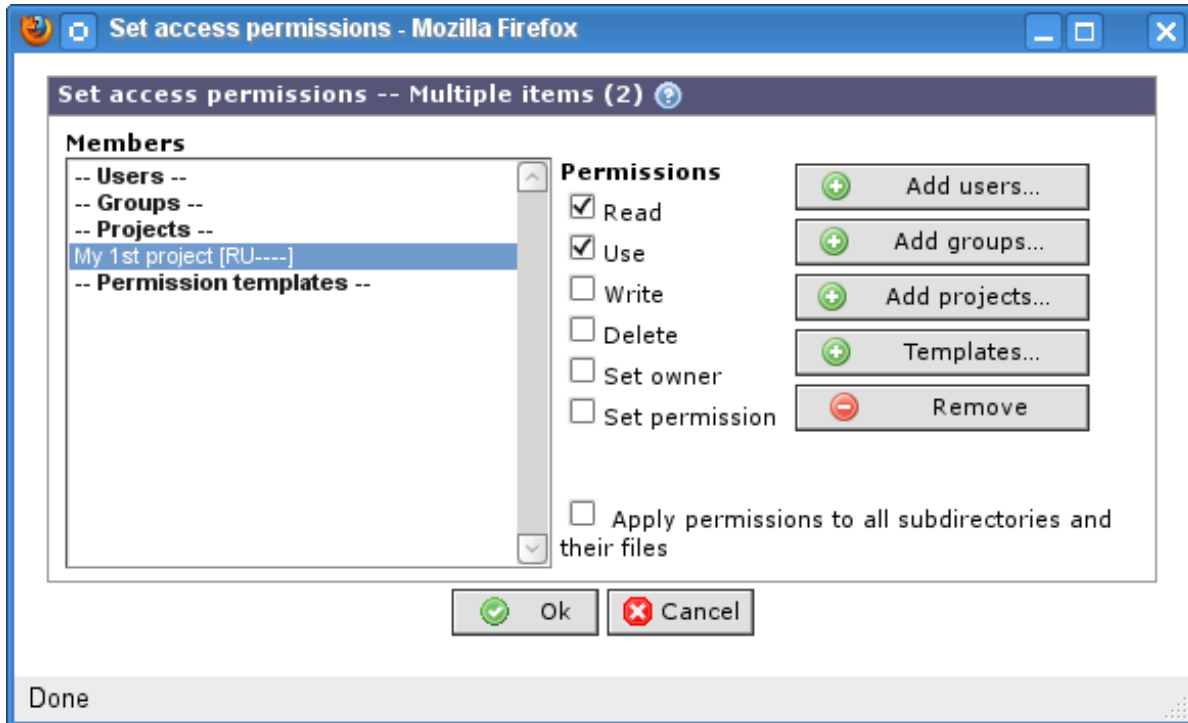 Set access permissions - Mozilla Firefox
Set access permissions -- Multiple items (2)
Members
-- Users --
-- Groups --
-- Projects --
My 1st project [RU----]
-- Permission templates --
Permissions
Read
Use
Write
Delete
Set owner
Set permission
Add users...
Add groups...
Add projects...
Templates...
Remove
Apply permissions to all subdirectories and
their files
Ok
Cancel
Done